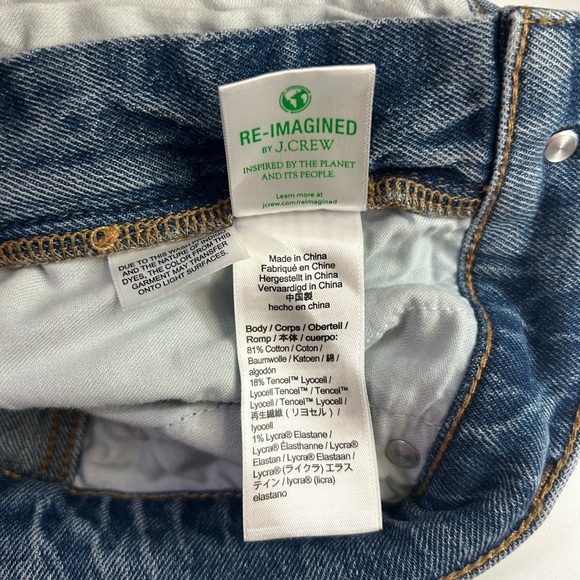 RE-IMAGINED
BY J.CREW
INSPIRED BY THE PLANET
AND ITS PEOPLE.
Learn more at
jcrew.com/reimagined
DUE TO THIS WASH OF INDIGO
AND THE NATURE OF INDIGO
DYES, THE COLOR FROM THIS
GARMENT MAY TRANSFER
ONTO LIGHT SURFACES.
Made in China
Fabriqué en Chine
Hergestellt in China
Vervaardigd in China
中国製
hecho en china
Body / Corps / Oberteil /
Romp / 本体 / cuerpo:
81% Cotton / Coton /
Baumwolle / Katoen / 綿 /
algodón
18% Tencel™ Lyocell /
Lyocell Tencel™ / Tencel™
Lyocell / Tencel™ Lyocell /
再生繊維 (リヨセル) /
lyocell
1% Lycra® Elastane /
Lycra® Élasthanne / Lycra®
Elastan / Lycra® Elastaan /
Lycra® (ライクラ) エラス
テイン / lycra® (licra)
elastano